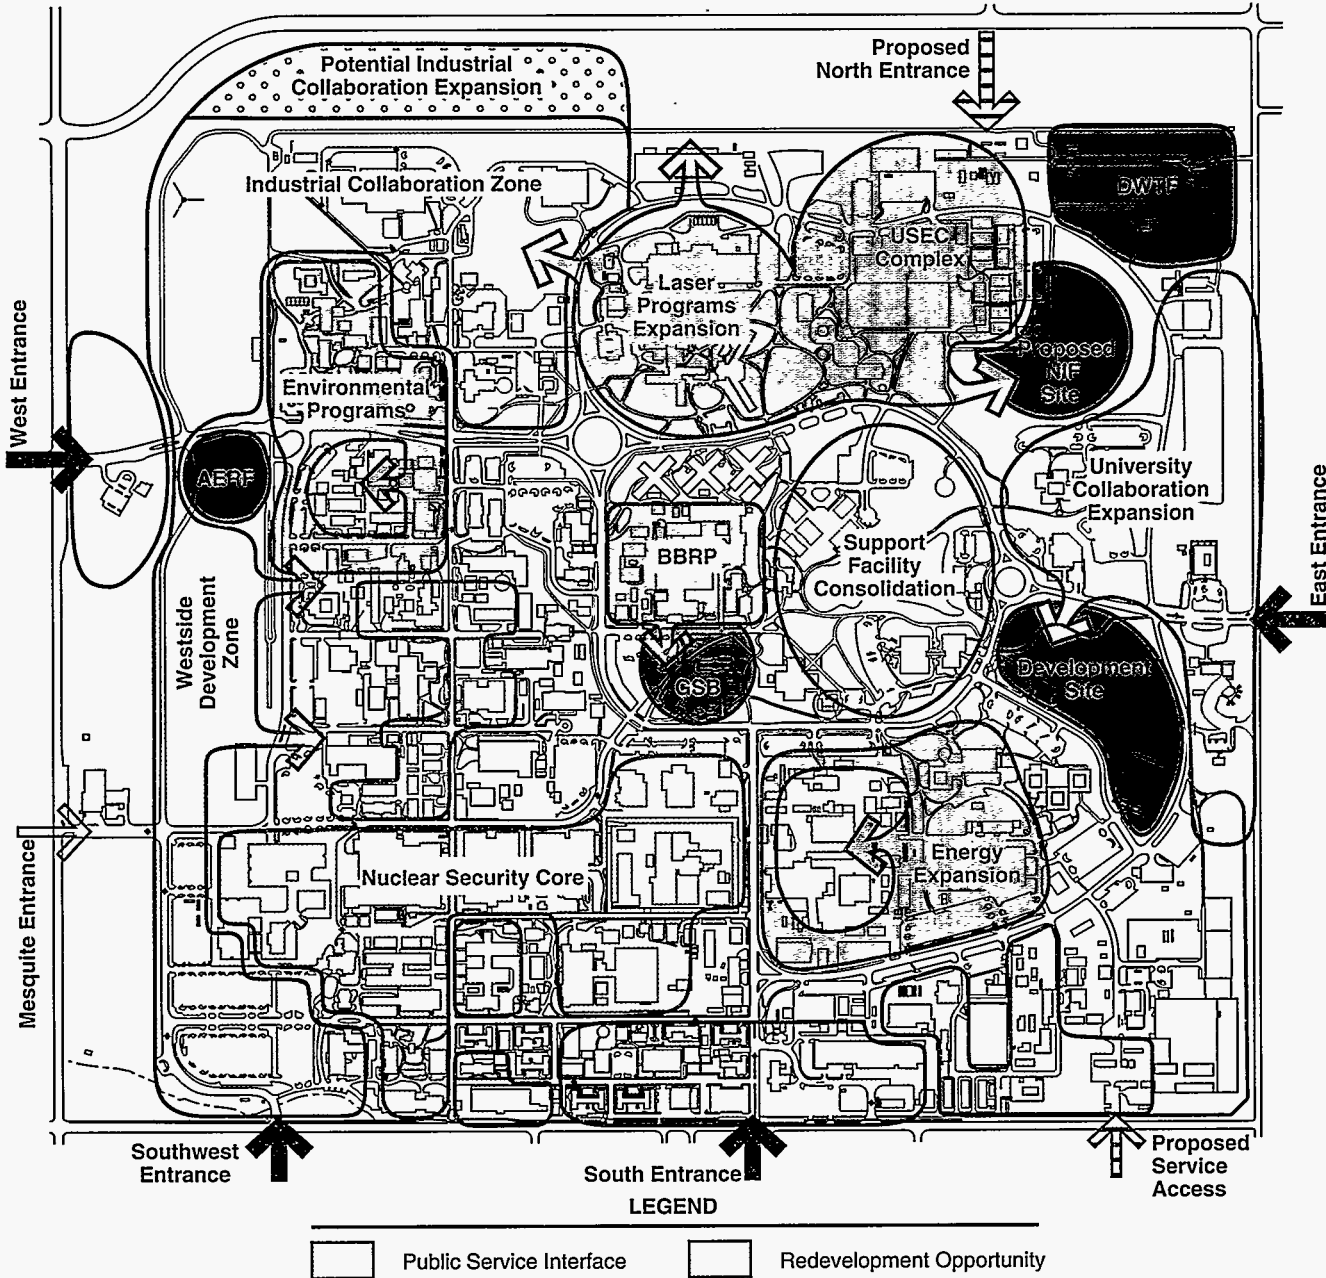 Proposed
North Entrance
Potential Industrial
Collaboration Expansion
Industrial Collaboration Zone
DWTF
USEC
Complex
Laser
Programs
Expansion
Proposed
NIF
Site
West Entrance
Environmental
Programs
AERF
University
Collaboration
Expansion
BBRP
Support
Facility
Consolidation
East Entrance
Westside
Development
Zone
GSB
Development
Site
Mesquite Entrance
Nuclear Security Core
Energy
Expansion
Southwest
Entrance
South Entrance
Proposed
Service
Access
LEGEND
Public Service Interface
Redevelopment Opportunity